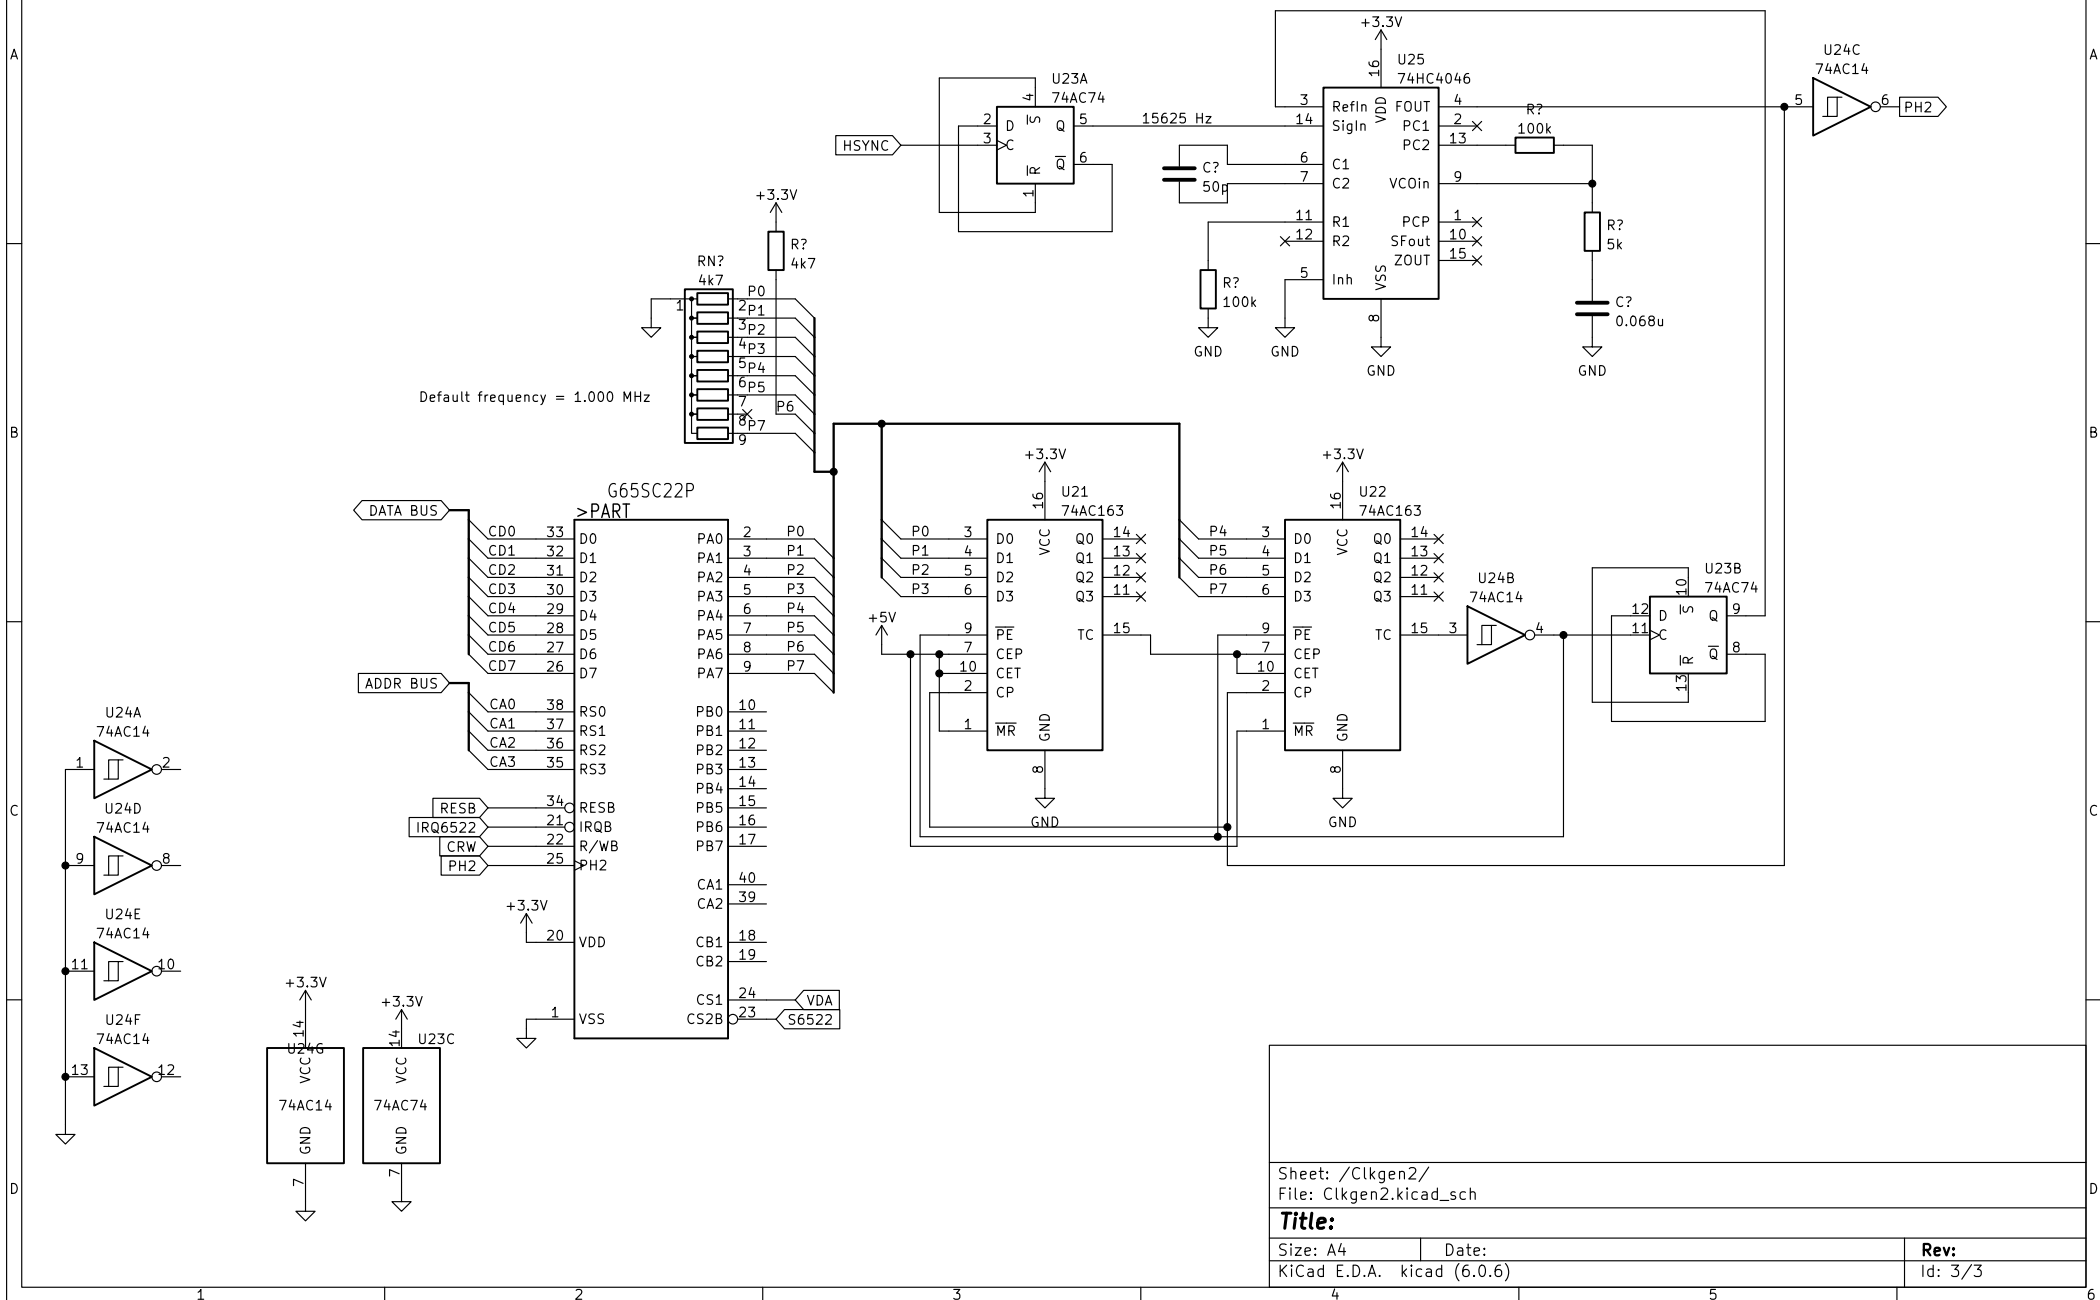 A
A
B
B
C
C
D
D
+3.3V
16
U25
74HC4046
3
RefIn
VDD
FOUT
4
14
SigIn
PC1
2
PC2
13
6
C1
7
C2
VCOin
9
11
R1
PCP
1
12
R2
SFout
10
ZOUT
15
5
Inh
VSS
8
GND
U24C
74AC14
5
6
PH2
R?
100k
R?
5k
C?
0.068u
GND
U23A
74AC74
4
2
D
S
Q
5
3
C
R
Q
6
1
HSYNC
15625 Hz
C?
50p
R?
100k
GND
GND
+3.3V
R?
4k7
RN?
4k7
1
P0
2
P1
3
P2
4
P3
5
P4
6
P5
7
P6
8
P7
9
Default frequency = 1.000 MHz
G65SC22P
>PART
DATA BUS
CD0 33 D0
CD1 32 D1
CD2 31 D2
CD3 30 D3
CD4 29 D4
CD5 28 D5
CD6 27 D6
CD7 26 D7
ADDR BUS
CA0 38 RS0
CA1 37 RS1
CA2 36 RS2
CA3 35 RS3
RESB 34 RESB
IRQ6522 21 IRQB
CRW 22 R/WB
PH2 25 PH2
+3.3V
20 VDD
1 VSS
PA0 2 P0
PA1 3 P1
PA2 4 P2
PA3 5 P3
PA4 6 P4
PA5 7 P5
PA6 8 P6
PA7 9 P7
PB0 10
PB1 11
PB2 12
PB3 13
PB4 14
PB5 15
PB6 16
PB7 17
CA1 40
CA2 39
CB1 18
CB2 19
CS1 24 VDA
CS2B 23 S6522
+3.3V
16
U21
74AC163
P0 3 D0
VCC
Q0 14
P1 4 D1
Q1 13
P2 5 D2
Q2 12
P3 6 D3
Q3 11
+5V
9 PE
TC 15
7 CEP
10 CET
2 CP
1 MR
GND
8
GND
+3.3V
16
U22
74AC163
P4 3 D0
VCC
Q0 14
P5 4 D1
Q1 13
P6 5 D2
Q2 12
P7 6 D3
Q3 11
9 PE
TC 15
7 CEP
10 CET
2 CP
1 MR
GND
8
GND
U24B
74AC14
3
4
U23B
74AC74
10
12
D
S
Q
9
11
C
R
Q
8
13
U24A
74AC14
1
2
U24D
74AC14
9
8
U24E
74AC14
11
10
U24F
74AC14
13
12
+3.3V
14
U24G
VCC
74AC14
GND
7
+3.3V
14
U23C
VCC
74AC74
GND
7
Sheet: /Clkgen2/
File: Clkgen2.kicad_sch
Title:
Size: A4
Date:
Rev:
KiCad E.D.A. kicad (6.0.6)
Id: 3/3
1
2
3
4
5
6